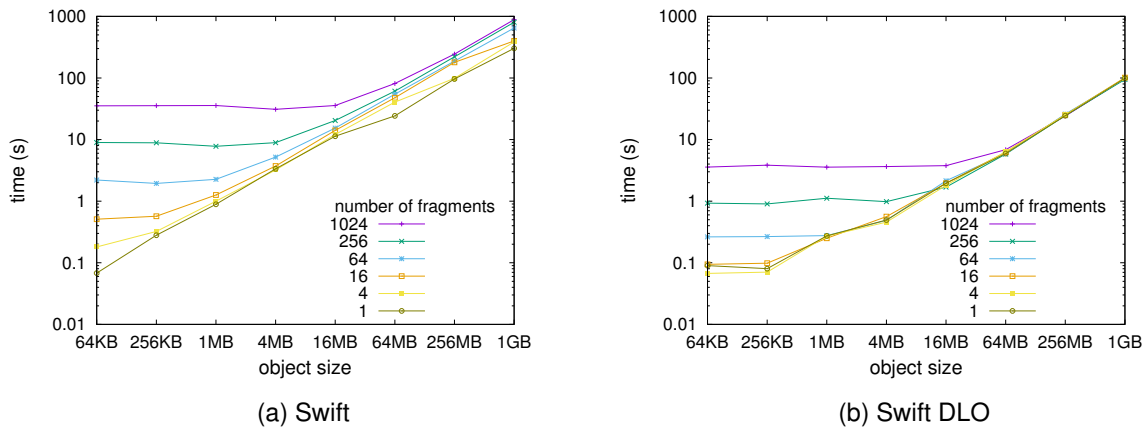 1000
100
10
1
0.1
0.01
time (s)
number of fragments
1024
256
64
16
4
1
64KB 256KB 1MB 4MB 16MB 64MB 256MB 1GB
object size
(a) Swift
1000
100
10
1
0.1
0.01
time (s)
number of fragments
1024
256
64
16
4
1
64KB 256KB 1MB 4MB 16MB 64MB 256MB 1GB
object size
(b) Swift DLO